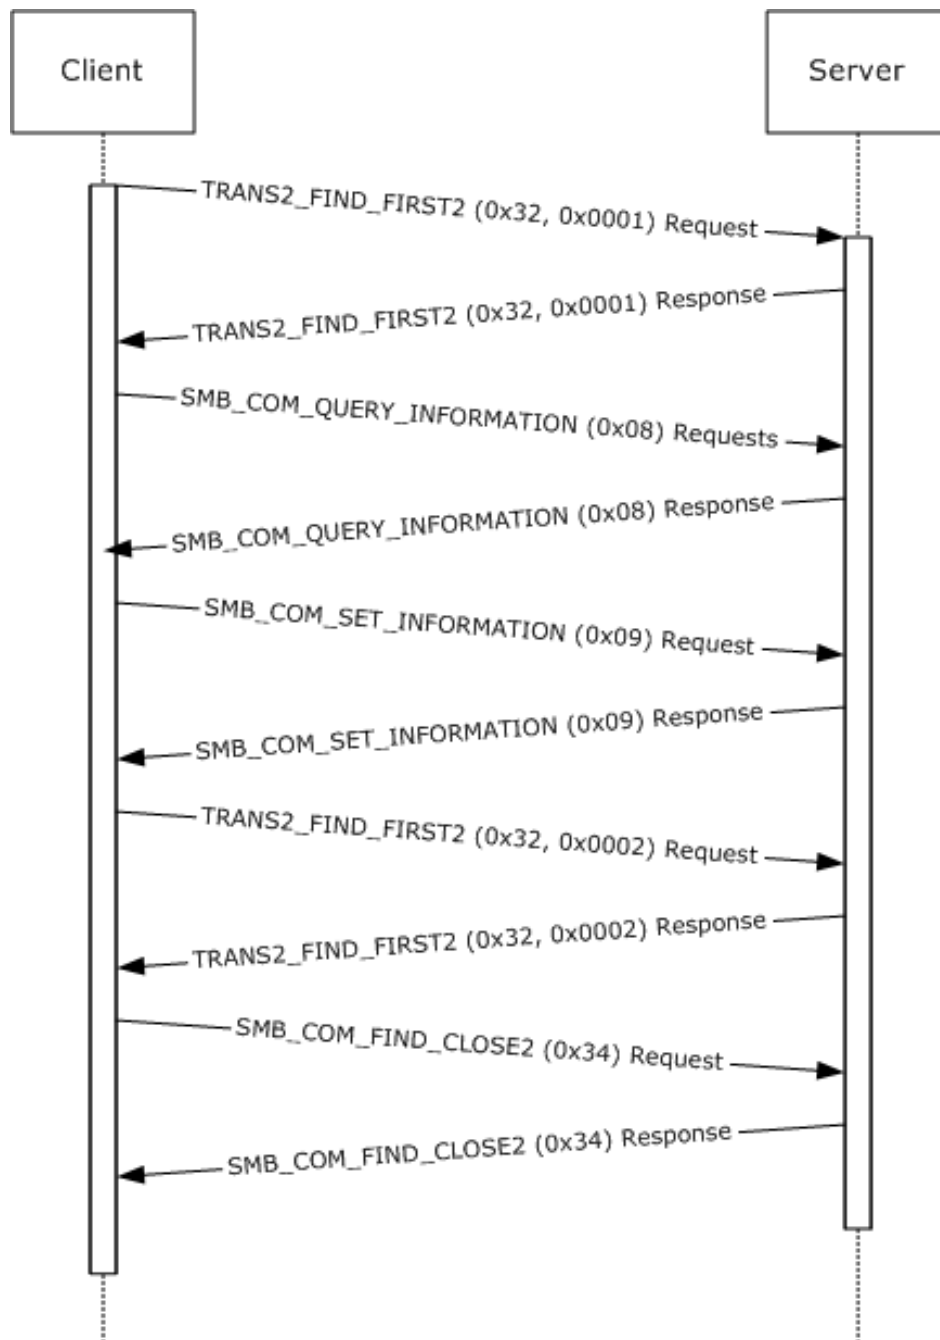 Client
Server
TRANS2_FIND_FIRST2 (0x32, 0x0001) Request
TRANS2_FIND_FIRST2 (0x32, 0x0001) Response
SMB_COM_QUERY_INFORMATION (0x08) Requests
SMB_COM_QUERY_INFORMATION (0x08) Response
SMB_COM_SET_INFORMATION (0x09) Request
SMB_COM_SET_INFORMATION (0x09) Response
TRANS2_FIND_FIRST2 (0x32, 0x0002) Request
TRANS2_FIND_FIRST2 (0x32, 0x0002) Response
SMB_COM_FIND_CLOSE2 (0x34) Request
SMB_COM_FIND_CLOSE2 (0x34) Response